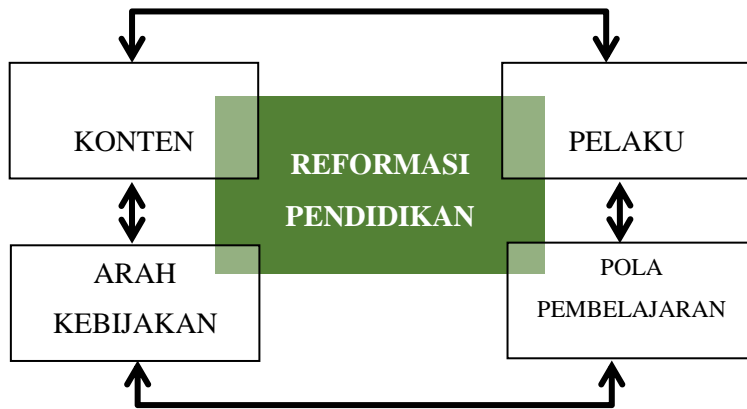 KONTEN
REFORMASI
PENDIDIKAN
PELAKU
ARAH
KEBIJAKAN
POLA
PEMBELAJARAN